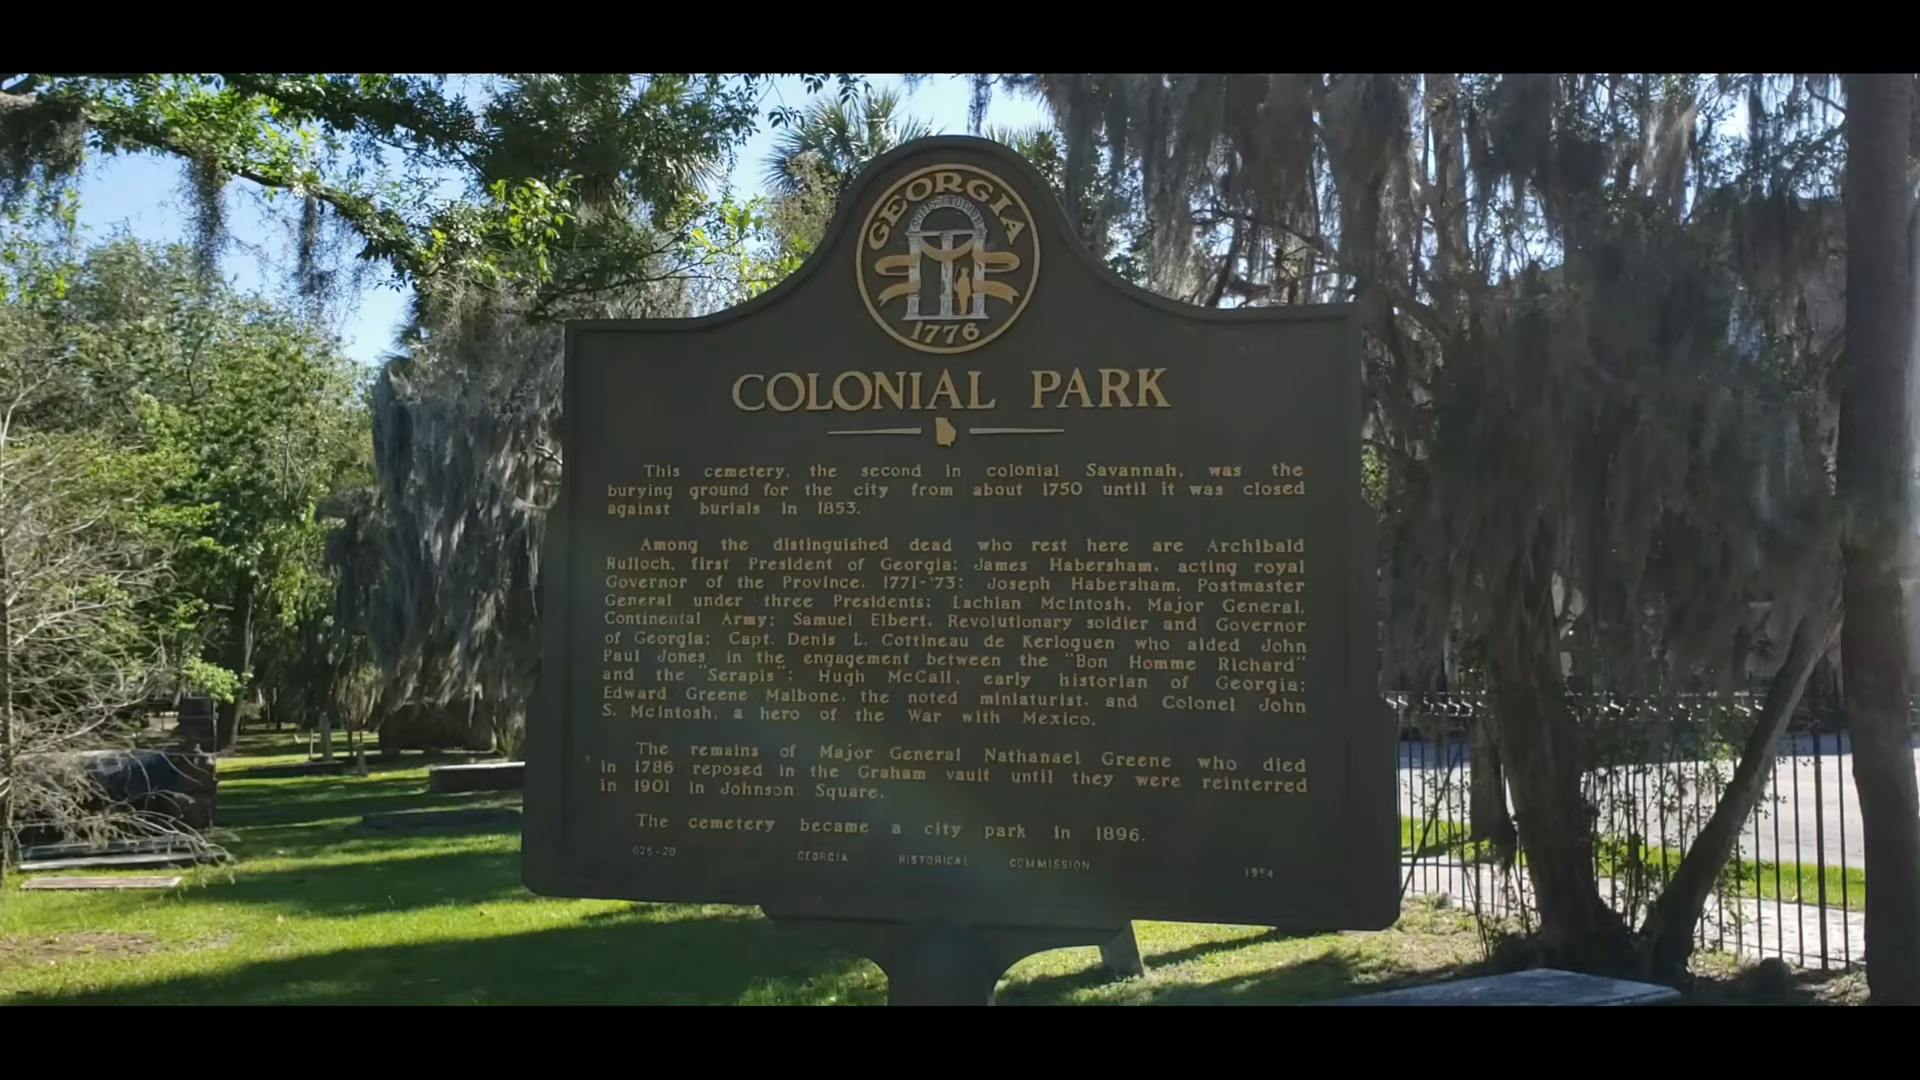 GEORGIA
CONSTITUTION
1776
COLONIAL PARK
This cemetery, the second in colonial Savannah, was the
burying ground for the city from about 1750 until it was closed
against burials in 1853.
Among the distinguished dead who rest here are Archibald
Bulloch, first President of Georgia; James Habersham, acting royal
Governor of the Province, 1771-'73; Joseph Habersham, Postmaster
General under three Presidents; Lachlan McIntosh, Major General,
Continental Army; Samuel Elbert, Revolutionary soldier and Governor
of Georgia; Capt. Denis L. Cottineau de Kerloguen who aided John
Paul Jones in the engagement between the "Bon Homme Richard"
and the "Serapis"; Hugh McCall, early historian of Georgia;
Edward Greene Malbone, the noted miniaturist, and Colonel John
S. McIntosh, a hero of the War with Mexico.
The remains of Major General Nathanael Greene who died
in 1786 reposed in the Graham vault until they were reinterred
in 1901 in Johnson Square.
The cemetery became a city park in 1896.
025-20 GEORGIA HISTORICAL COMMISSION 1954